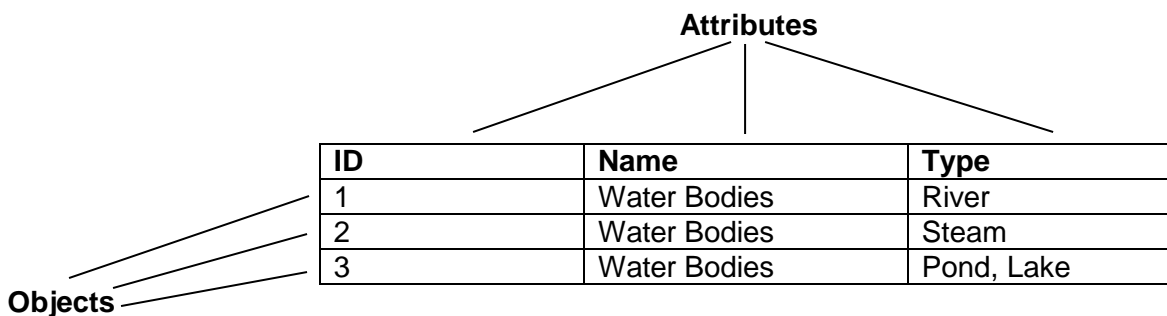 Attributes
ID Name Type
1 Water Bodies River
2 Water Bodies Steam
3 Water Bodies Pond, Lake
Objects